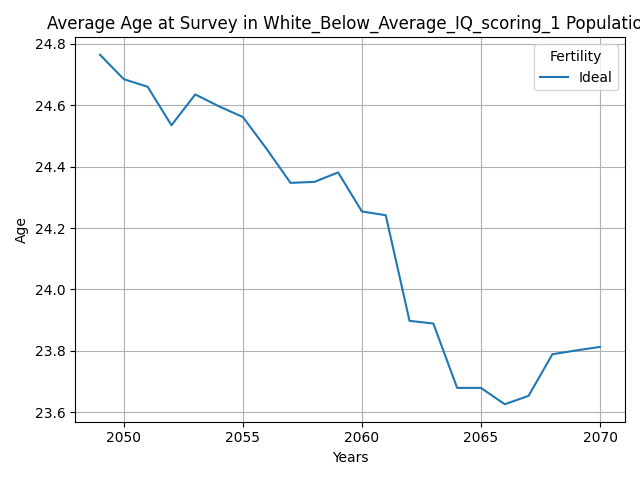 Average Age at Survey in White_Below_Average_IQ_scoring_1 Populatio
24.8
24.6
24.4
24.2
24.0
23.8
23.6
Age
Fertility
Ideal
2050 2055 2060 2065 2070
Years